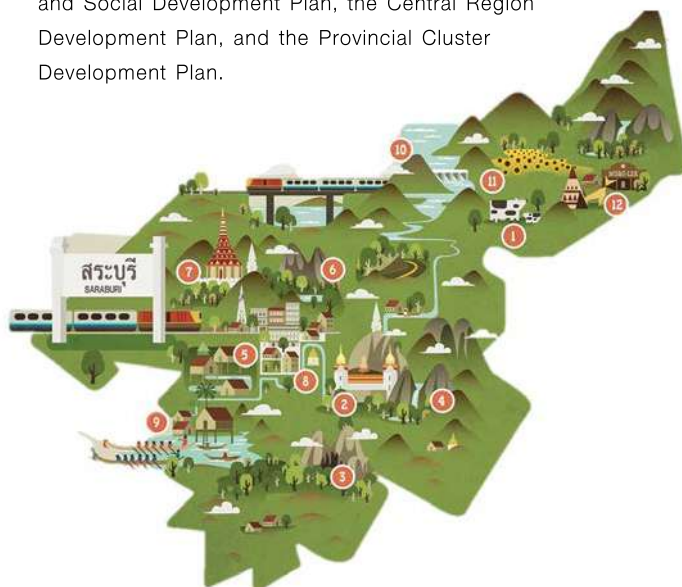 and Social Development Plan, the Central Region
Development Plan, and the Provincial Cluster
Development Plan.
10
11
12
1
สระบุรี
SARABURI
7
6
5
8
2
4
9
3